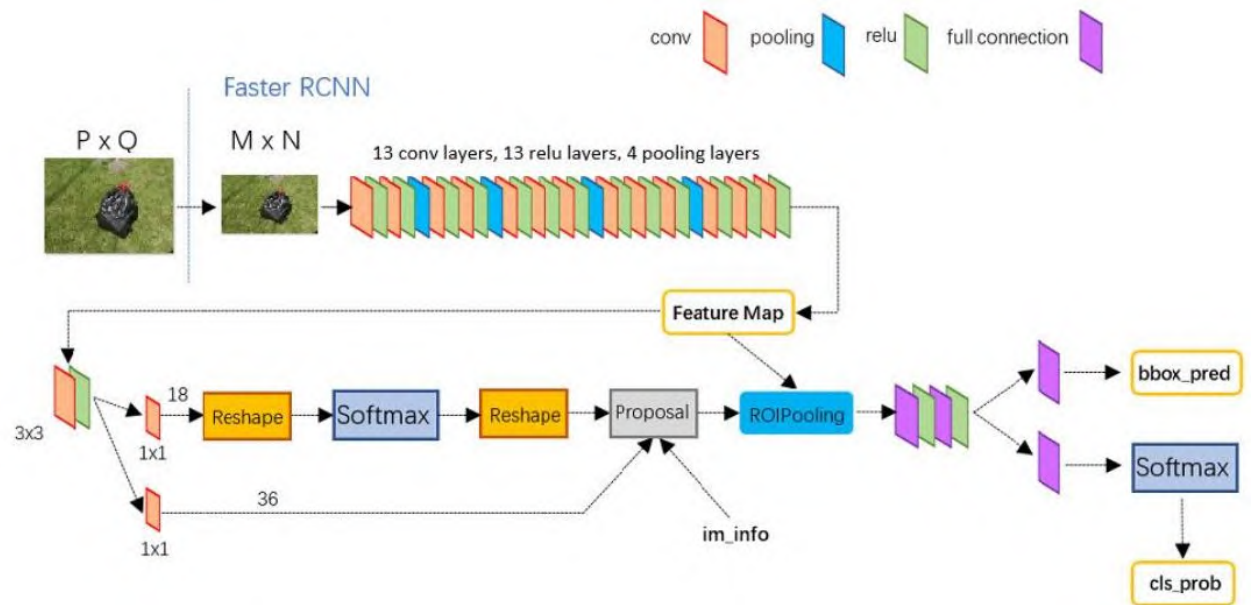 conv
pooling
relu
full connection
Faster RCNN
P x Q
M x N
13 conv layers, 13 relu layers, 4 pooling layers
Feature Map
3x3
18
1x1
Reshape
Softmax
Reshape
Proposal
ROIPooling
bbox_pred
Softmax
36
1x1
im_info
cls_prob